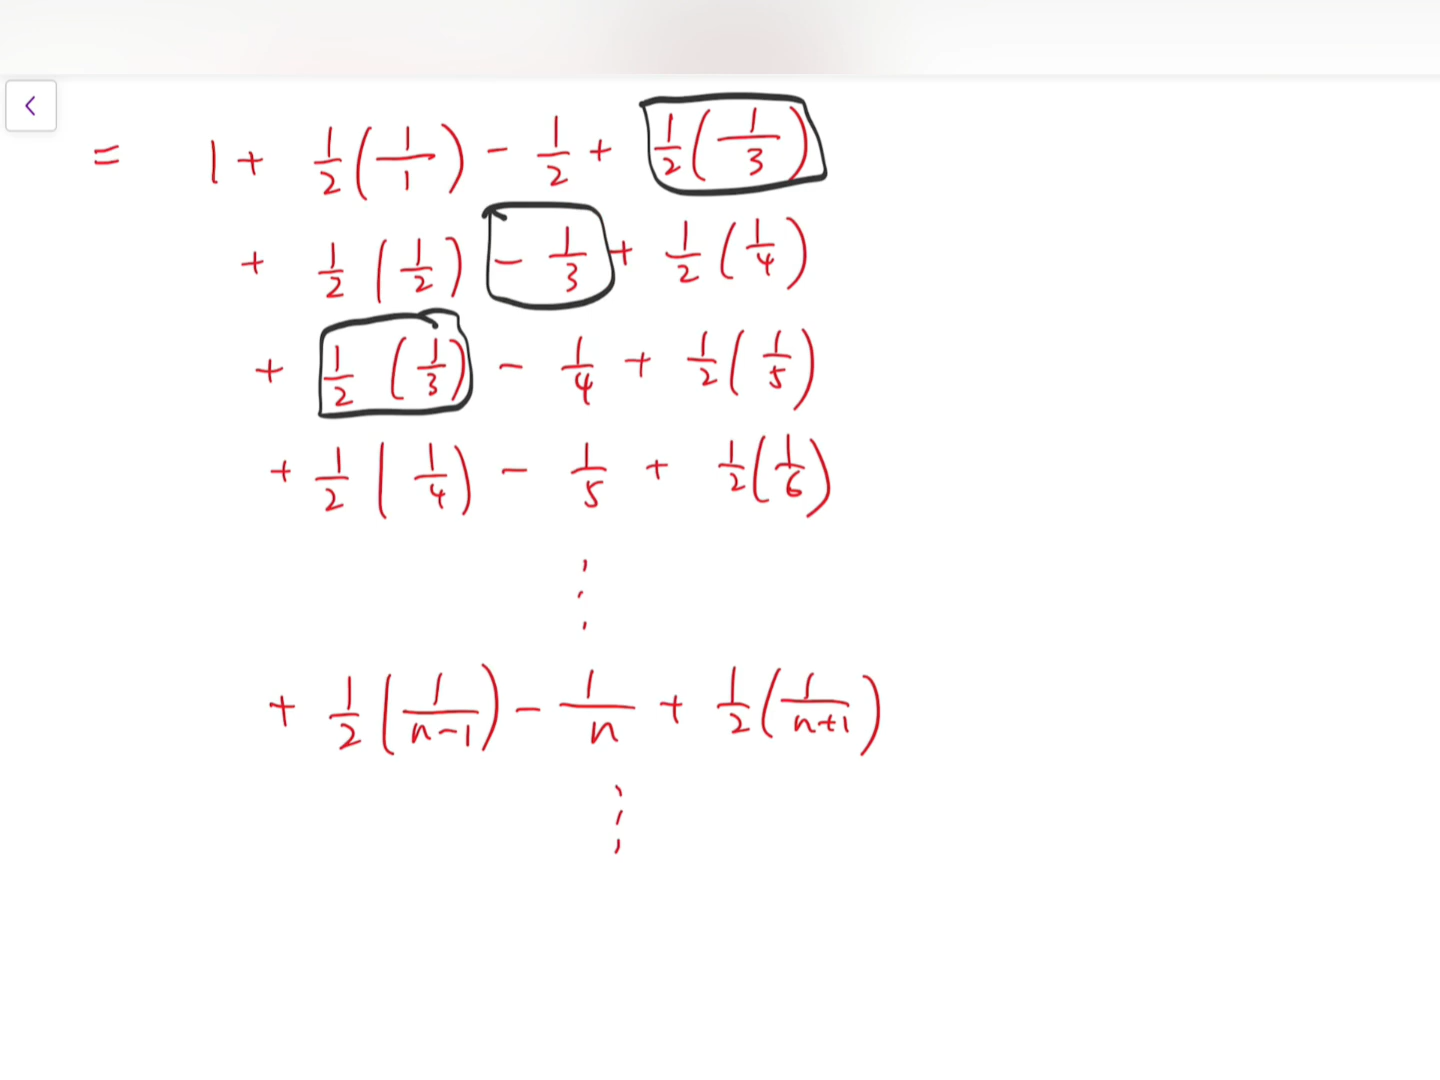 = 1 + 1/2 (1/1) - 1/2 + 1/2 (1/3)
+ 1/2 (1/2) - 1/3 + 1/2 (1/4)
+ 1/2 (1/3) - 1/4 + 1/2 (1/5)
+ 1/2 (1/4) - 1/5 + 1/2 (1/6)
⋮
+ 1/2 (1/(n-1)) - 1/n + 1/2 (1/(n+1))
⋮